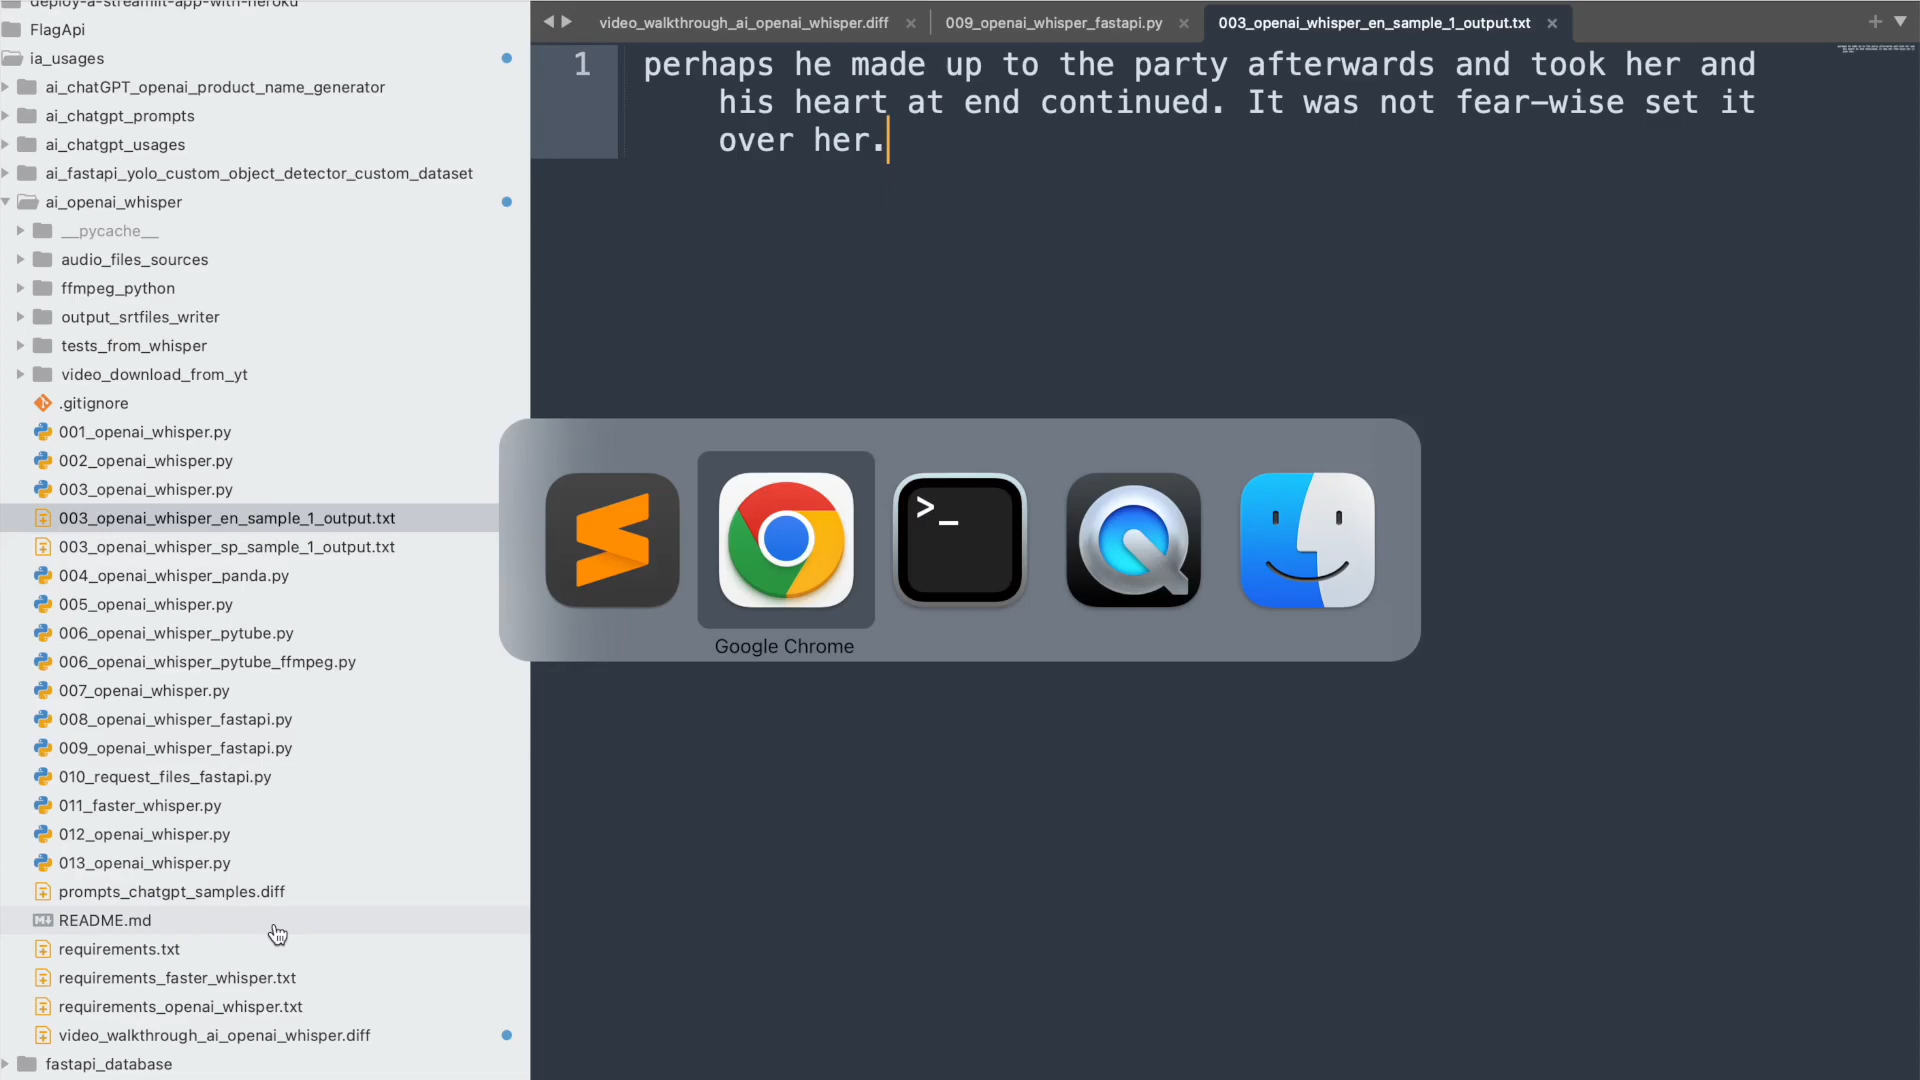 deploy-a-streamlit-app-with-heroku
FlagApi
ia_usages
ai_chatGPT_openai_product_name_generator
ai_chatgpt_prompts
ai_chatgpt_usages
ai_fastapi_yolo_custom_object_detector_custom_dataset
ai_openai_whisper
__pycache__
audio_files_sources
ffmpeg_python
output_srtfiles_writer
tests_from_whisper
video_download_from_yt
.gitignore
001_openai_whisper.py
002_openai_whisper.py
003_openai_whisper.py
003_openai_whisper_en_sample_1_output.txt
003_openai_whisper_sp_sample_1_output.txt
004_openai_whisper_panda.py
005_openai_whisper.py
006_openai_whisper_pytube.py
006_openai_whisper_pytube_ffmpeg.py
007_openai_whisper.py
008_openai_whisper_fastapi.py
009_openai_whisper_fastapi.py
010_request_files_fastapi.py
011_faster_whisper.py
012_openai_whisper.py
013_openai_whisper.py
prompts_chatgpt_samples.diff
README.md
requirements.txt
requirements_faster_whisper.txt
requirements_openai_whisper.txt
video_walkthrough_ai_openai_whisper.diff
fastapi_database
video_walkthrough_ai_openai_whisper.diff
009_openai_whisper_fastapi.py
003_openai_whisper_en_sample_1_output.txt
1 perhaps he made up to the party afterwards and took her and
his heart at end continued. It was not fear-wise set it
over her.
Google Chrome